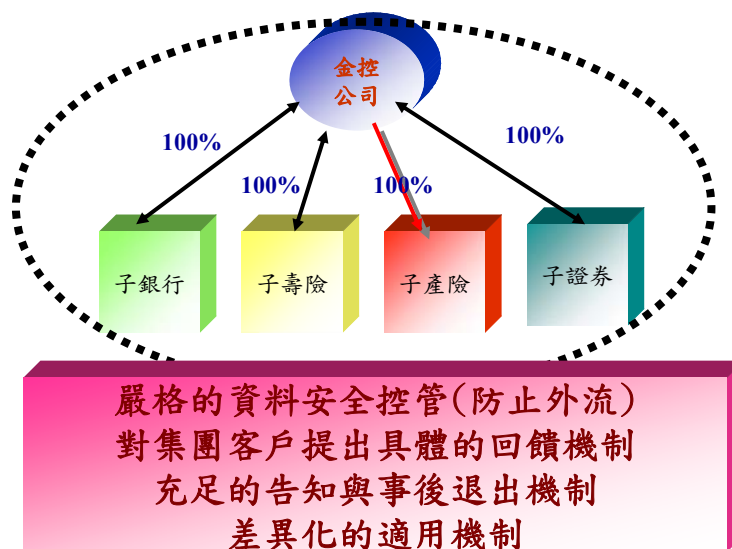 金控
公司
100%
100%
100%
100%
子銀行
子壽險
子產險
子證券
嚴格的資料安全控管(防止外流)
對集團客戶提出具體的回饋機制
充足的告知與事後退出機制
差異化的適用機制